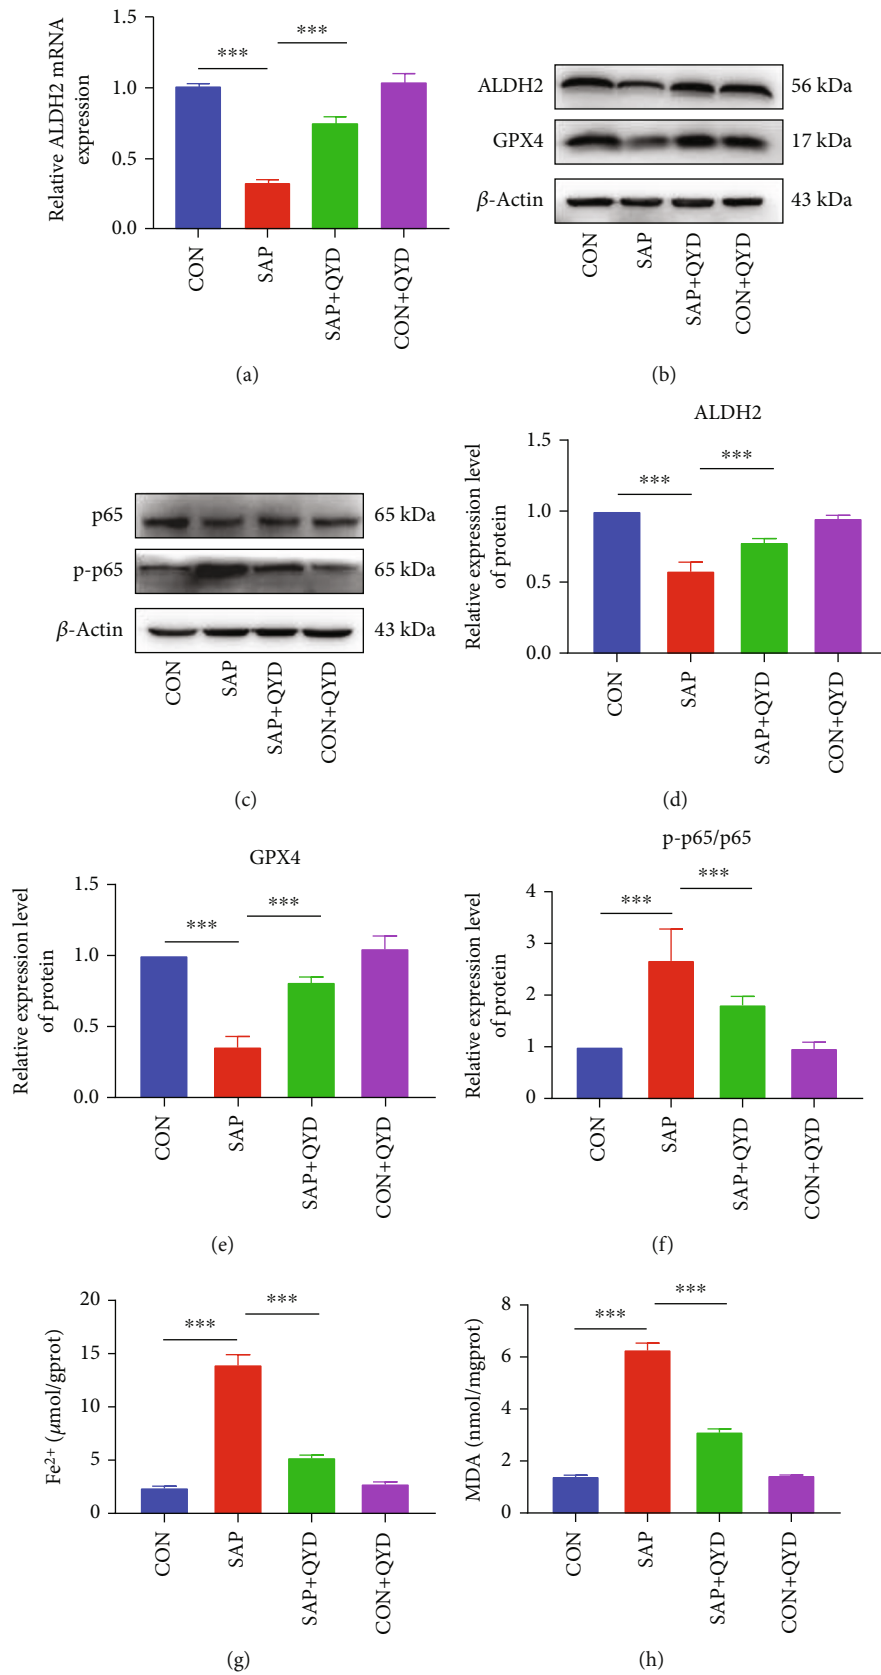 Relative ALDH2 mRNA
expression
1.5
1.0
0.5
0.0
***
***
CON
SAP
SAP+QYD
CON+QYD
(a)
ALDH2
56 kDa
GPX4
17 kDa
β-Actin
43 kDa
CON
SAP
SAP+QYD
CON+QYD
(b)
p65
65 kDa
p-p65
65 kDa
β-Actin
43 kDa
CON
SAP
SAP+QYD
CON+QYD
(c)
ALDH2
Relative expression level
of protein
1.5
1.0
0.5
0.0
***
***
CON
SAP
SAP+QYD
CON+QYD
(d)
GPX4
Relative expression level
of protein
1.5
1.0
0.5
0.0
***
***
CON
SAP
SAP+QYD
CON+QYD
(e)
p-p65/p65
Relative expression level
of protein
4
3
2
1
0
***
***
CON
SAP
SAP+QYD
CON+QYD
(f)
Fe²⁺ (μmol/gprot)
20
15
10
5
0
***
***
CON
SAP
SAP+QYD
CON+QYD
(g)
MDA (nmol/mgprot)
8
6
4
2
0
***
***
CON
SAP
SAP+QYD
CON+QYD
(h)